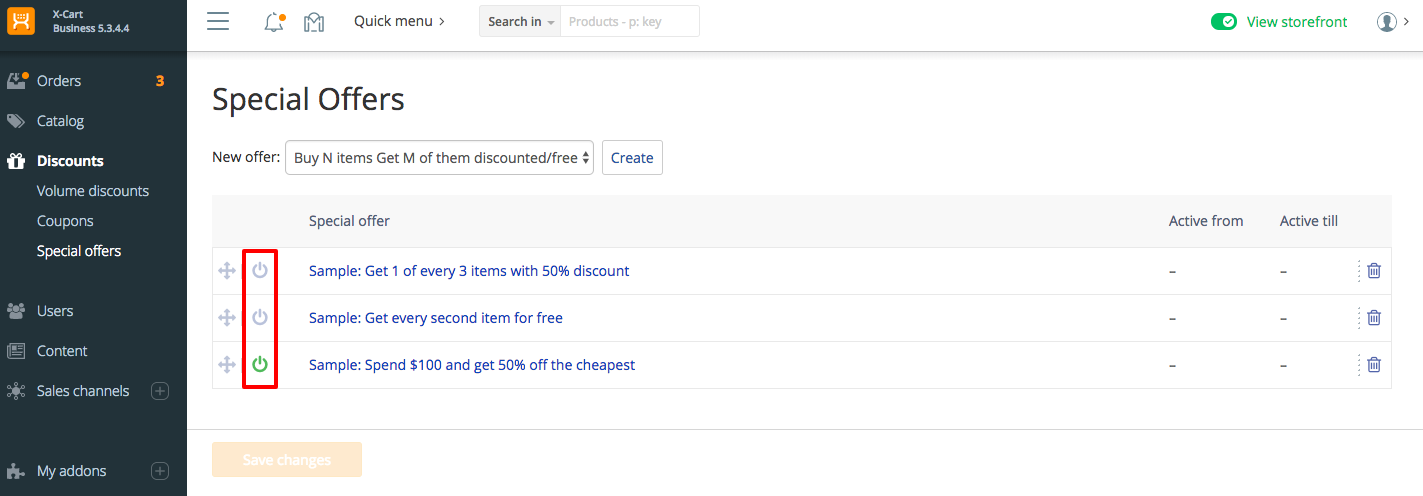 X-Cart
Business 5.3.4.4
Quick menu
Search in
Products - p: key
View storefront
Orders 3
Catalog
Discounts
Volume discounts
Coupons
Special offers
Users
Content
Sales channels
My addons
Special Offers
New offer: Buy N items Get M of them discounted/free Create
Special offer Active from Active till
Sample: Get 1 of every 3 items with 50% discount – –
Sample: Get every second item for free – –
Sample: Spend $100 and get 50% off the cheapest – –
Save changes